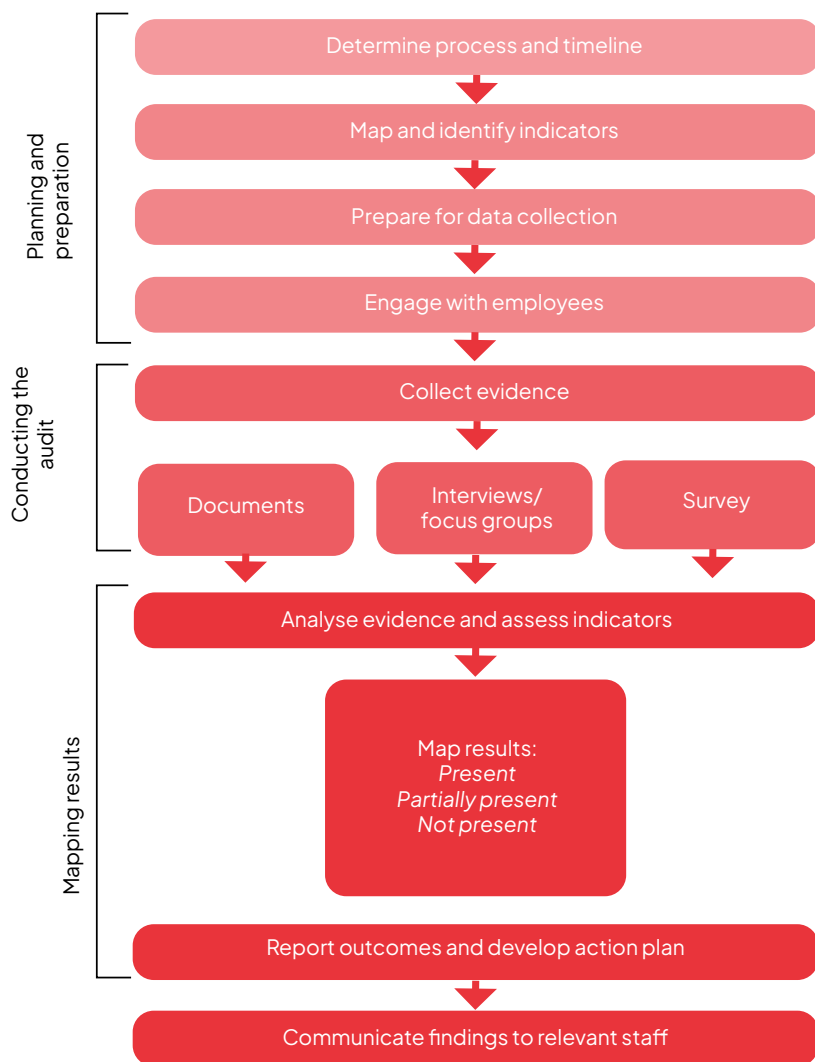 Planning and
preparation
Determine process and timeline
Map and identify indicators
Prepare for data collection
Engage with employees
Conducting the
audit
Collect evidence
Documents
Interviews/
focus groups
Survey
Mapping results
Analyse evidence and assess indicators
Map results:
Present
Partially present
Not present
Report outcomes and develop action plan
Communicate findings to relevant staff